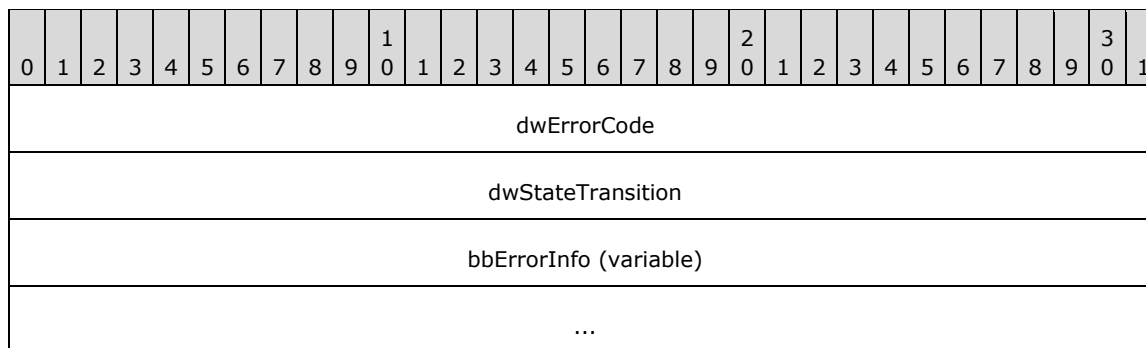 0 1 2 3 4 5 6 7 8 9 1 0 1 2 3 4 5 6 7 8 9 2 0 1 2 3 4 5 6 7 8 9 3 0 1
dwErrorCode
dwStateTransition
bbErrorInfo (variable)
...